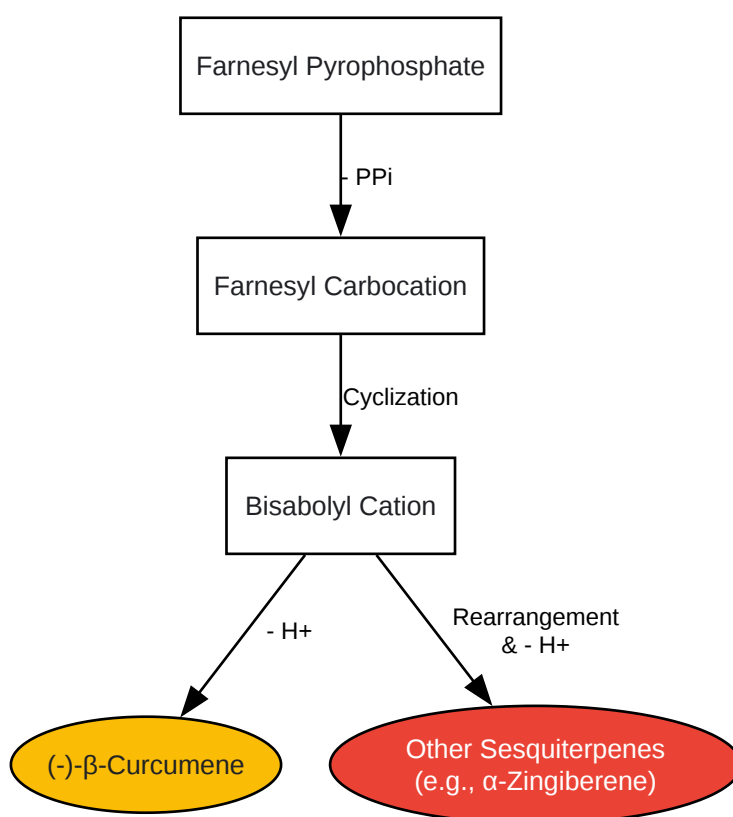 Farnesyl Pyrophosphate
- PPi
Farnesyl Carbocation
Cyclization
Bisabolyl Cation
- H+
Rearrangement
& - H+
(-)-β-Curcumene
Other Sesquiterpenes
(e.g., α-Zingiberene)